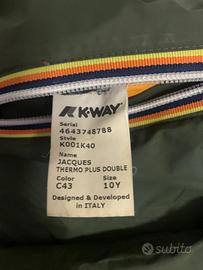 K-WAY
Serial
4643748788
Style
K001K40
Name
JACQUES
THERMO PLUS DOUBLE
Color Size
C43 10Y
Designed & Developed
in ITALY
subito